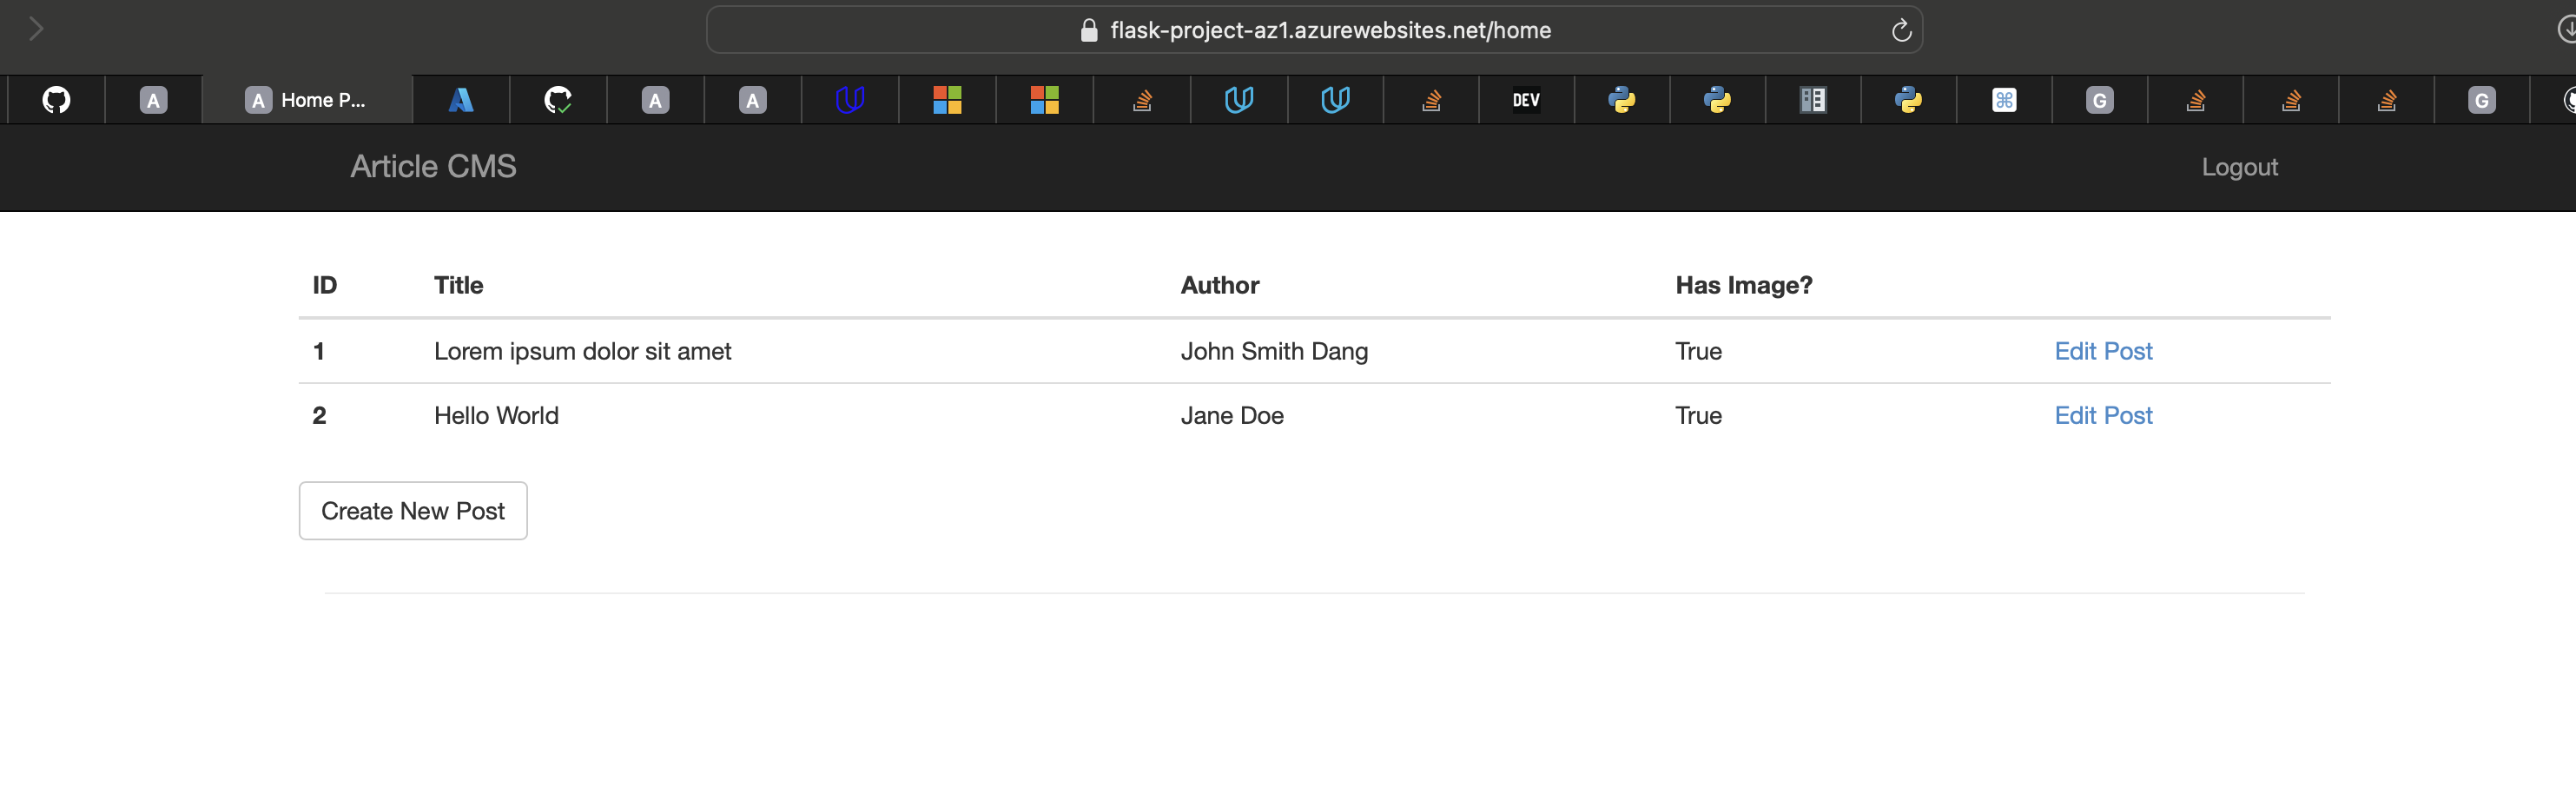 flask-project-az1.azurewebsites.net/home
A A Home P... A A DEV G G
Article CMS Logout
ID Title Author Has Image?
1 Lorem ipsum dolor sit amet John Smith Dang True Edit Post
2 Hello World Jane Doe True Edit Post
Create New Post